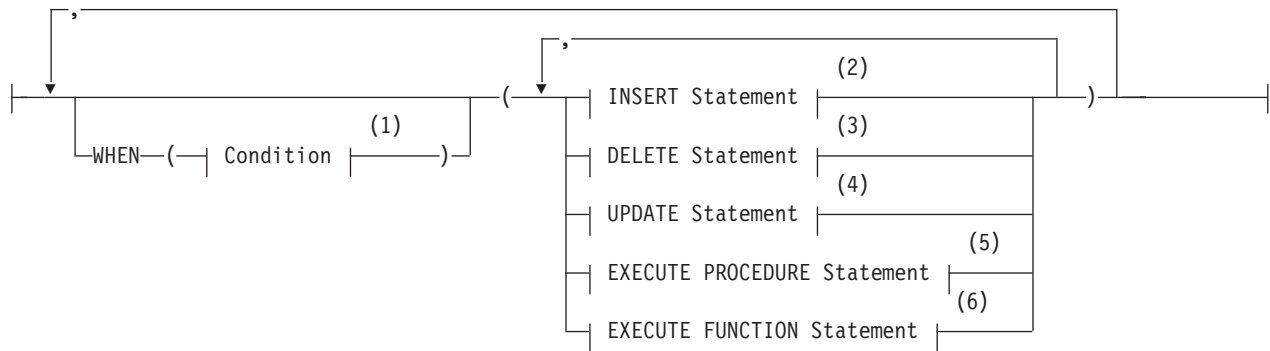 ,
,
(2)
( INSERT Statement )
(1) (3)
WHEN ( Condition ) DELETE Statement
(4)
UPDATE Statement
(5)
EXECUTE PROCEDURE Statement
(6)
EXECUTE FUNCTION Statement